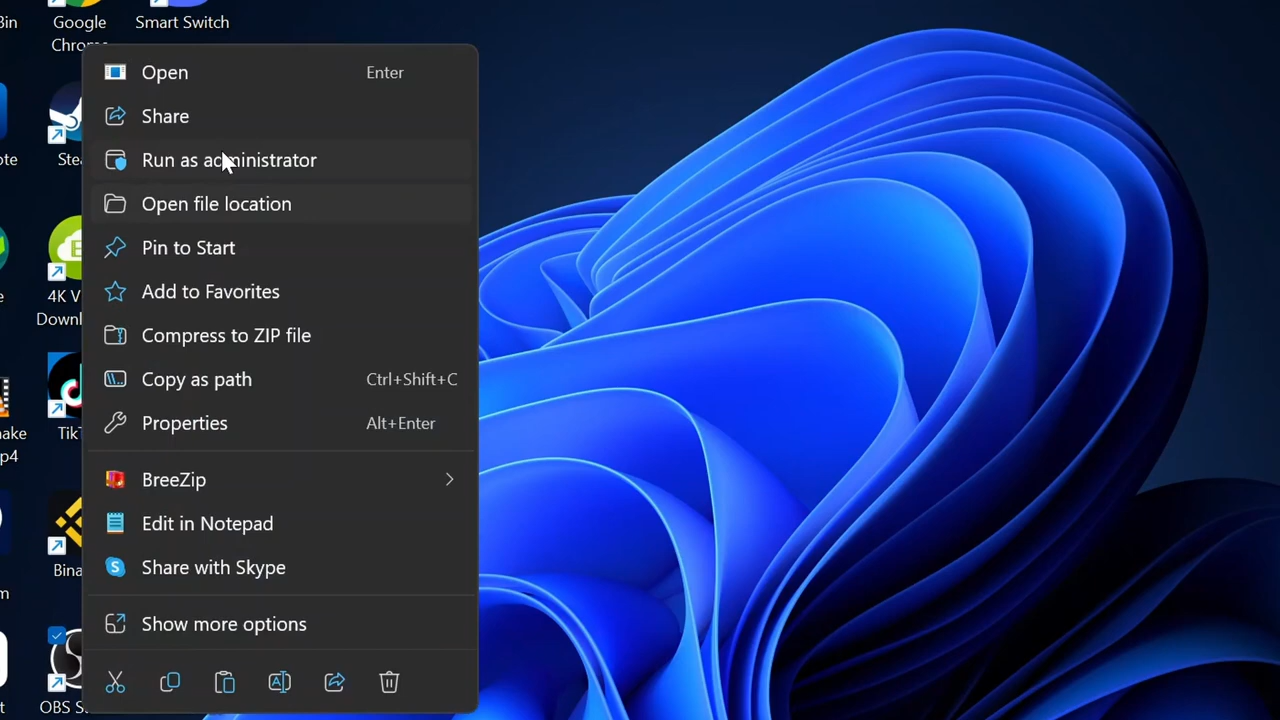 Bin
Google
Chrome
Smart Switch
Open Enter
Share
Run as administrator
Open file location
Pin to Start
Add to Favorites
Compress to ZIP file
Copy as path Ctrl+Shift+C
Properties Alt+Enter
BreeZip
Edit in Notepad
Share with Skype
Show more options
ote
Stea
e
4K V
Downl
TikT
ake
p4
Bina
m
t
OBS S